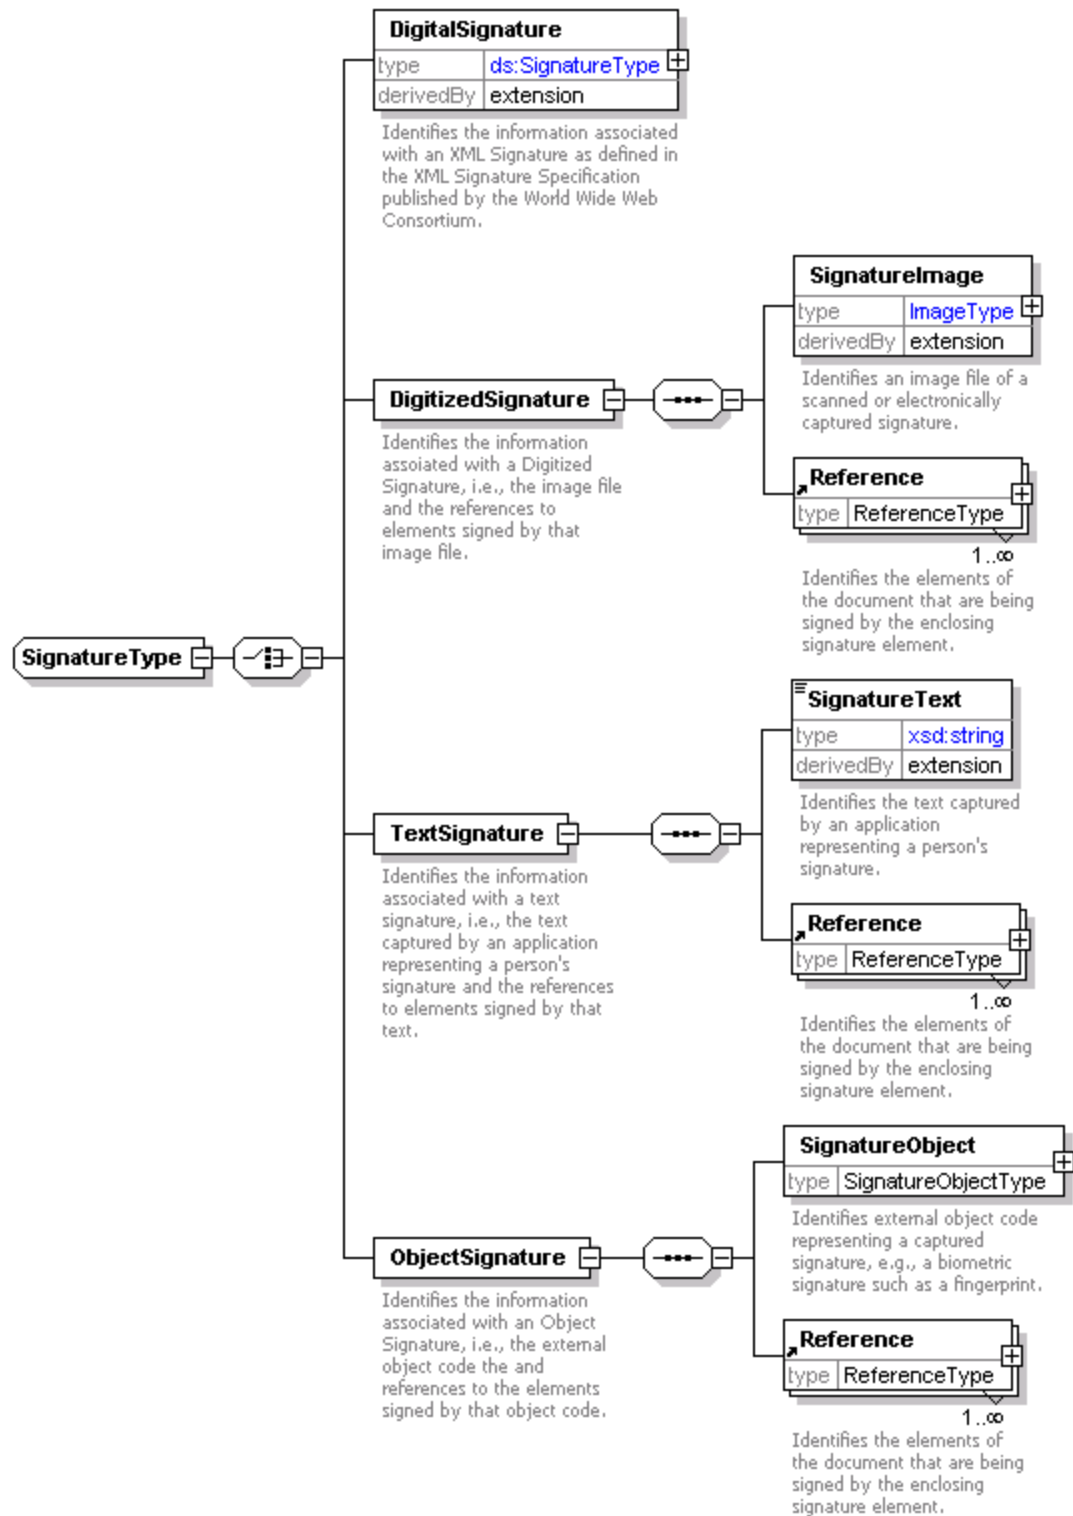 DigitalSignature
type ds:SignatureType
derivedBy extension
Identifies the information associated
with an XML Signature as defined in
the XML Signature Specification
published by the World Wide Web
Consortium.
SignatureImage
type ImageType
derivedBy extension
Identifies an image file of a
scanned or electronically
captured signature.
DigitizedSignature
Identifies the information
assoiated with a Digitized
Signature, i.e., the image file
and the references to
elements signed by that
image file.
Reference
type ReferenceType
1..∞
Identifies the elements of
the document that are being
signed by the enclosing
signature element.
SignatureType
SignatureText
type xsd:string
derivedBy extension
Identifies the text captured
by an application
representing a person's
signature.
TextSignature
Identifies the information
associated with a text
signature, i.e., the text
captured by an application
representing a person's
signature and the references
to elements signed by that
text.
Reference
type ReferenceType
1..∞
Identifies the elements of
the document that are being
signed by the enclosing
signature element.
SignatureObject
type SignatureObjectType
Identifies external object code
representing a captured
signature, e.g., a biometric
signature such as a fingerprint.
ObjectSignature
Identifies the information
associated with an Object
Signature, i.e., the external
object code the and
references to the elements
signed by that object code.
Reference
type ReferenceType
1..∞
Identifies the elements of
the document that are being
signed by the enclosing
signature element.